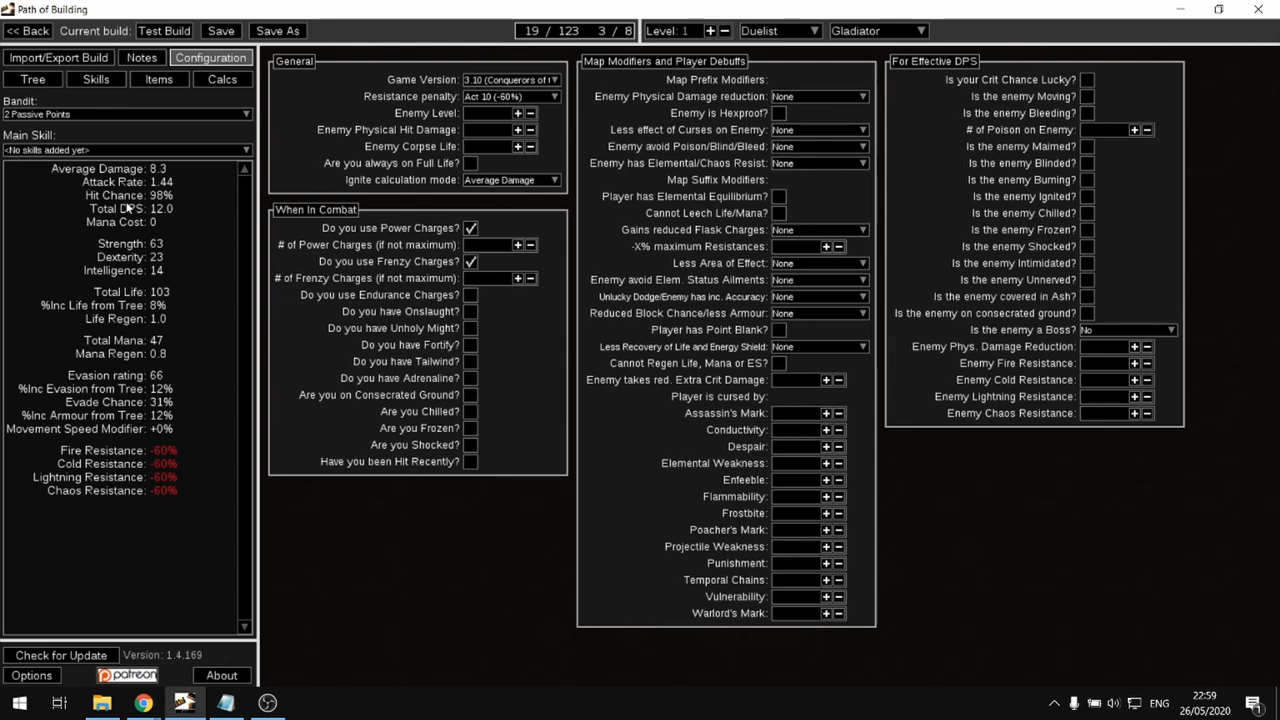 Path of Building
<< Back
Current build: Test Build
Save
Save As
19 / 123 3 / 8
Level: 1
+
−
Duelist
Gladiator
Import/Export Build
Notes
Configuration
Tree
Skills
Items
Calcs
Bandit:
2 Passive Points
Main Skill:
<No skills added yet>
Average Damage: 8.3
Attack Rate: 1.44
Hit Chance: 98%
Total DPS: 12.0
Mana Cost: 0
Strength: 63
Dexterity: 23
Intelligence: 14
Total Life: 103
%Inc Life from Tree: 8%
Life Regen: 1.0
Total Mana: 47
Mana Regen: 0.8
Evasion rating: 66
%Inc Evasion from Tree: 12%
Evade Chance: 31%
%Inc Armour from Tree: 12%
Movement Speed Modifier: +0%
Fire Resistance: -60%
Cold Resistance: -60%
Lightning Resistance: -60%
Chaos Resistance: -60%
Check for Update
Version: 1.4.169
Options
patreon
About
General
Game Version: 3.10 (Conquerors of t
Resistance penalty: Act 10 (-60%)
Enemy Level:
Enemy Physical Hit Damage:
Enemy Corpse Life:
Are you always on Full Life?
Ignite calculation mode: Average Damage
When In Combat
Do you use Power Charges?
# of Power Charges (if not maximum):
Do you use Frenzy Charges?
# of Frenzy Charges (if not maximum):
Do you use Endurance Charges?
Do you have Onslaught?
Do you have Unholy Might?
Do you have Fortify?
Do you have Tailwind?
Do you have Adrenaline?
Are you on Consecrated Ground?
Are you Chilled?
Are you Frozen?
Are you Shocked?
Have you been Hit Recently?
Map Modifiers and Player Debuffs
Map Prefix Modifiers:
Enemy Physical Damage reduction: None
Enemy is Hexproof?
Less effect of Curses on Enemy: None
Enemy avoid Poison/Blind/Bleed: None
Enemy has Elemental/Chaos Resist: None
Map Suffix Modifiers:
Player has Elemental Equilibrium?
Cannot Leech Life/Mana?
Gains reduced Flask Charges: None
-X% maximum Resistances:
Less Area of Effect: None
Enemy avoid Elem. Status Ailments: None
Unlucky Dodge/Enemy has inc. Accuracy: None
Reduced Block Chance/less Armour: None
Player has Point Blank?
Less Recovery of Life and Energy Shield: None
Cannot Regen Life, Mana or ES?
Enemy takes red. Extra Crit Damage:
Player is cursed by:
Assassin's Mark:
Conductivity:
Despair:
Elemental Weakness:
Enfeeble:
Flammability:
Frostbite:
Poacher's Mark:
Projectile Weakness:
Punishment:
Temporal Chains:
Vulnerability:
Warlord's Mark:
For Effective DPS
Is your Crit Chance Lucky?
Is the enemy Moving?
Is the enemy Bleeding?
# of Poison on Enemy:
Is the enemy Maimed?
Is the enemy Blinded?
Is the enemy Burning?
Is the enemy Ignited?
Is the enemy Chilled?
Is the enemy Frozen?
Is the enemy Shocked?
Is the enemy Intimidated?
Is the enemy Unnerved?
Is the enemy covered in Ash?
Is the enemy on consecrated ground?
Is the enemy a Boss? No
Enemy Phys. Damage Reduction:
Enemy Fire Resistance:
Enemy Cold Resistance:
Enemy Lightning Resistance:
Enemy Chaos Resistance:
ENG
22:59
26/05/2020